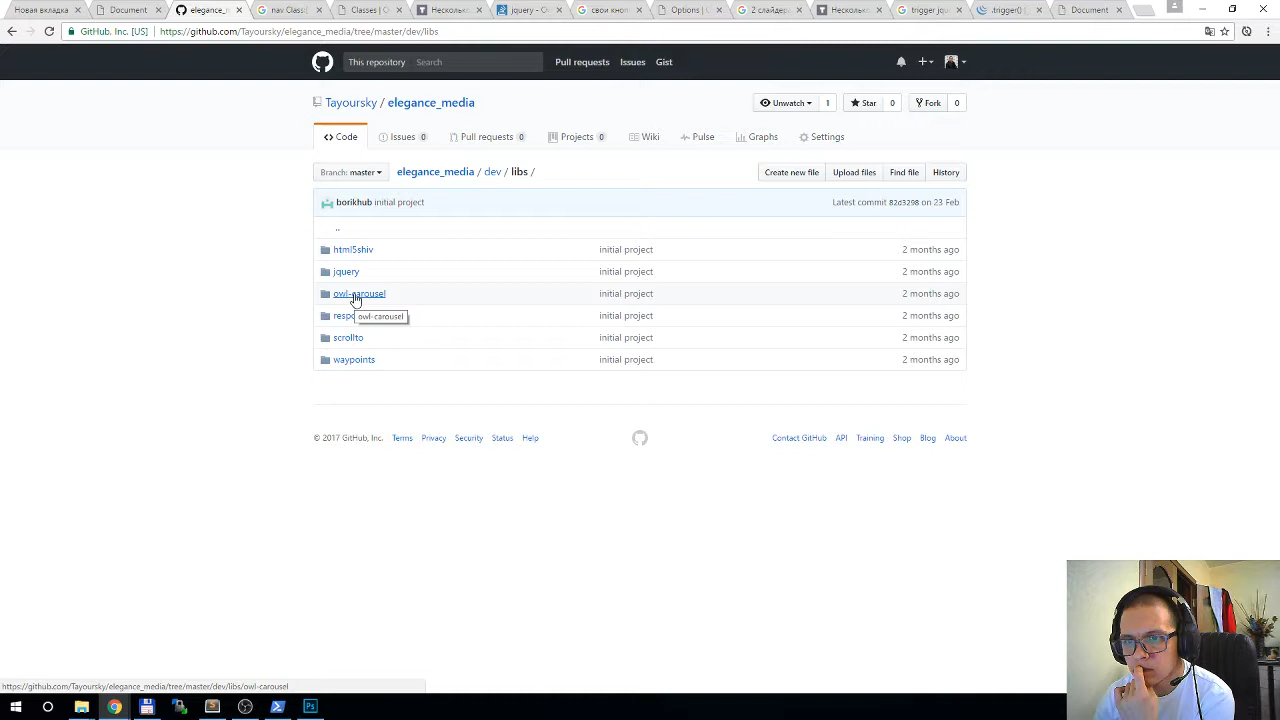 Новая вкладка
Document
elegance_m
nav Class:
Classes | O
Нескольк
jquery - Ca
свои кноп
Options | O
2 слайдер
Нескольк
trigger jqu
.trigger() |
Document
GitHub, Inc. [US] https://github.com/Tayoursky/elegance_media/tree/master/dev/libs
This repository Search Pull requests Issues Gist
Tayoursky / elegance_media
Unwatch 1 Star 0 Fork 0
Code Issues 0 Pull requests 0 Projects 0 Wiki Pulse Graphs Settings
Branch: master elegance_media / dev / libs / Create new file Upload files Find file History
borikhub initial project Latest commit 82d3298 on 23 Feb
..
html5shiv initial project 2 months ago
jquery initial project 2 months ago
owl-carousel initial project 2 months ago
respo initial project 2 months ago
owl-carousel
scrollto initial project 2 months ago
waypoints initial project 2 months ago
© 2017 GitHub, Inc. Terms Privacy Security Status Help Contact GitHub API Training Shop Blog About
https://github.com/Tayoursky/elegance_media/tree/master/dev/libs/owl-carousel
Ps